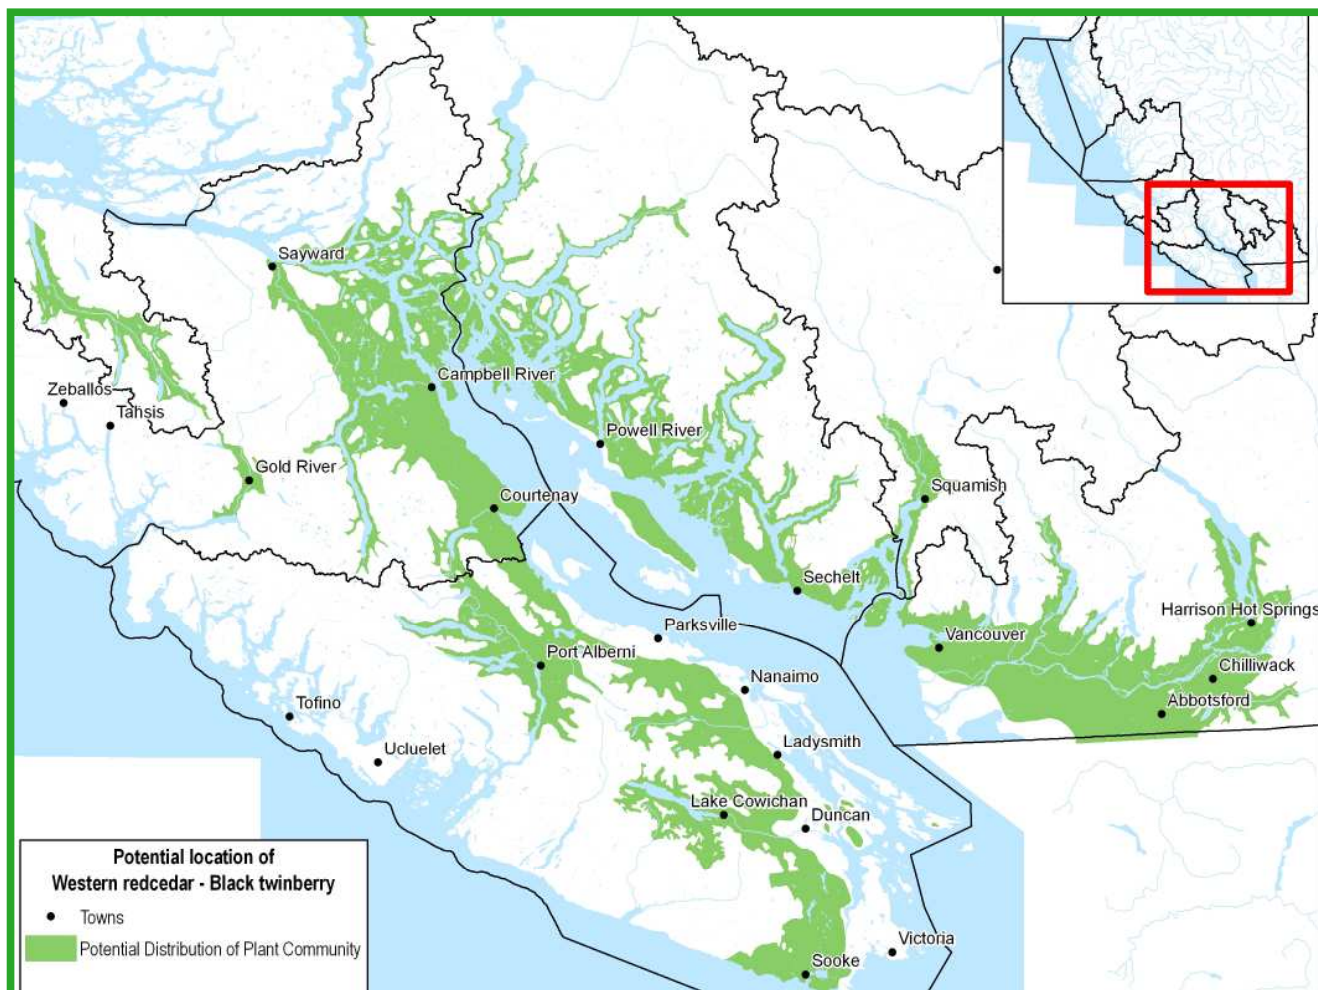 Sayward
Campbell River
Zeballos
Tahsis
Powell River
Gold River
Squamish
Courtenay
Sechelt
Harrison Hot Springs
Parksville
Vancouver
Port Alberni
Chilliwack
Nanaimo
Abbotsford
Tofino
Ladysmith
Ucluelet
Lake Cowichan
Duncan
Potential location of
Western redcedar - Black twinberry
Towns
Potential Distribution of Plant Community
Victoria
Sooke